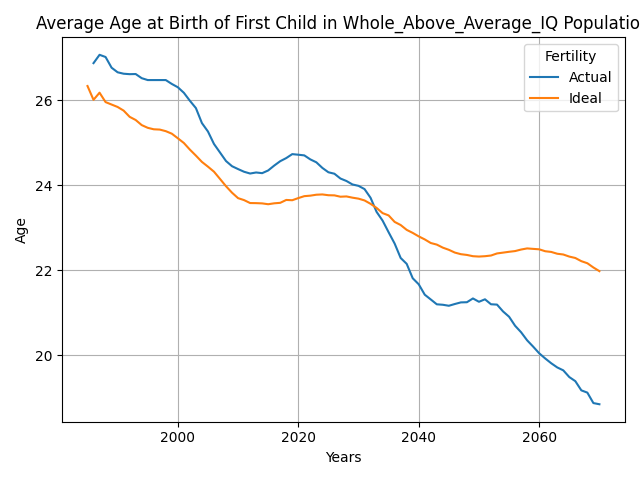 Average Age at Birth of First Child in Whole_Above_Average_IQ Populatio
Fertility
Actual
Ideal
26
24
22
20
Age
2000 2020 2040 2060
Years